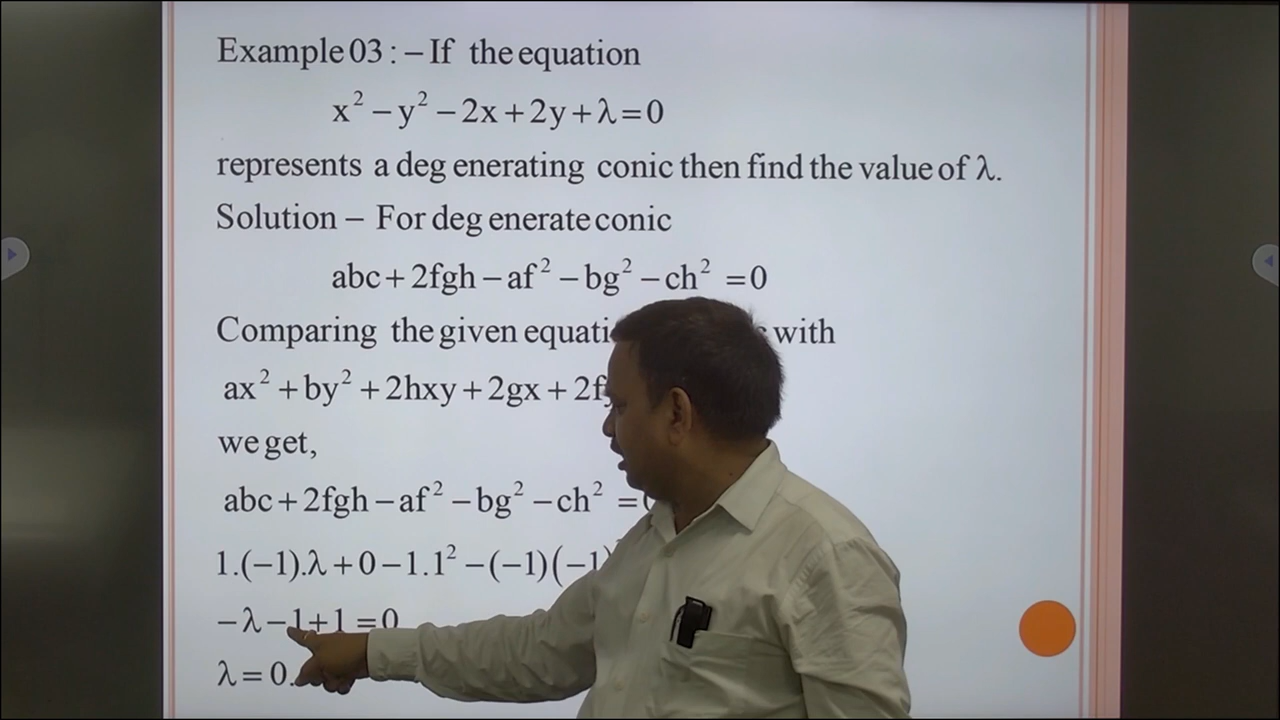 Example 03 : – If the equation
x² – y² – 2x + 2y + λ = 0
represents a deg enerating conic then find the value of λ.
Solution – For deg enerate conic
abc + 2fgh – af² – bg² – ch² = 0
Comparing the given with
ax² + by² + 2hxy + 2gx +
we get,
abc + 2fgh – af² – bg² – ch² =
1.(–1).λ + 0 – 1.1² – (–1)(–1)
–λ – 1 + 1 = 0
λ = 0.